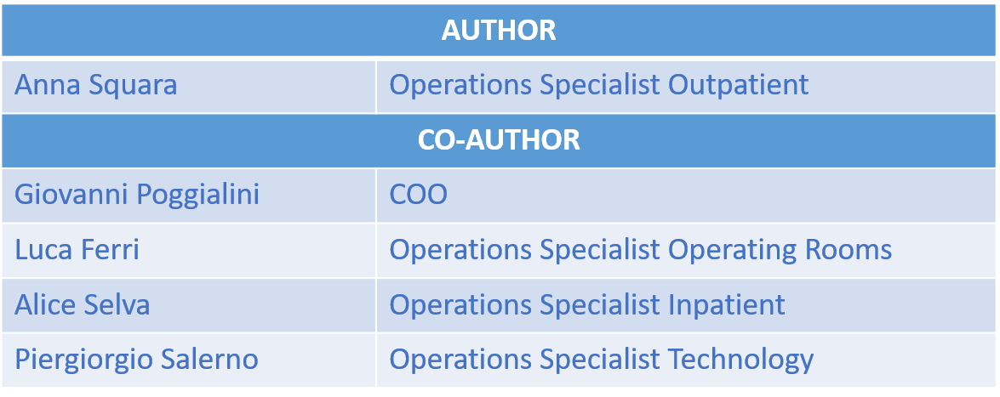 AUTHOR
Anna Squara Operations Specialist Outpatient
CO-AUTHOR
Giovanni Poggialini COO
Luca Ferri Operations Specialist Operating Rooms
Alice Selva Operations Specialist Inpatient
Piergiorgio Salerno Operations Specialist Technology